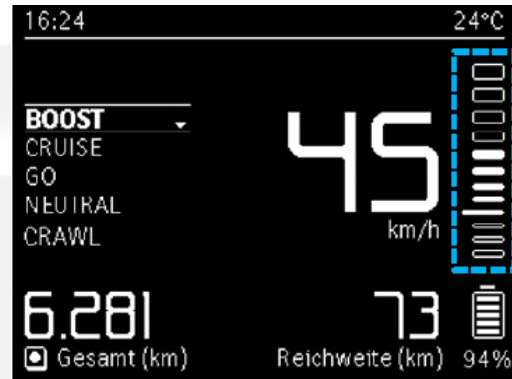 16:24 24°C
BOOST
CRUISE
GO
NEUTRAL
CRAWL
45
km/h
6.281 73
Gesamt (km) Reichweite (km) 94%